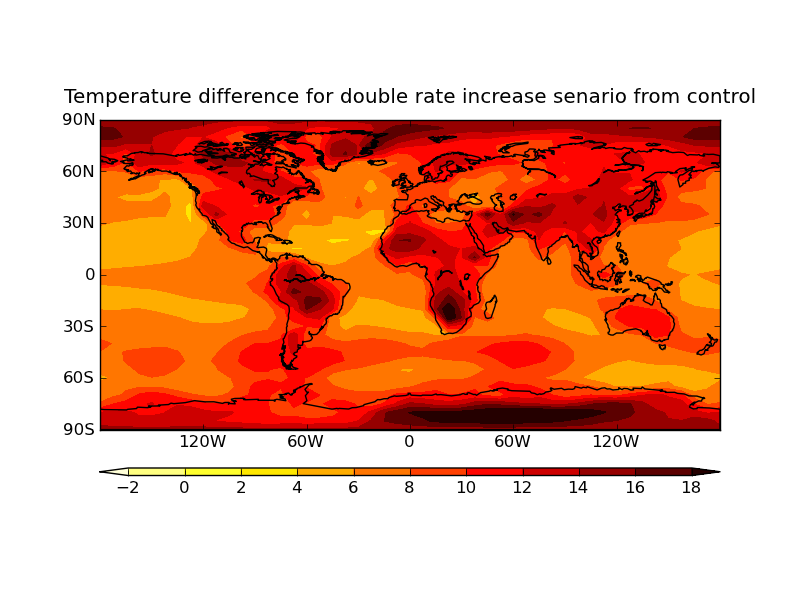 Temperature difference for double rate increase senario from control
90N
60N
30N
0
30S
60S
90S
120W 60W 0 60W 120W
−2 0 2 4 6 8 10 12 14 16 18